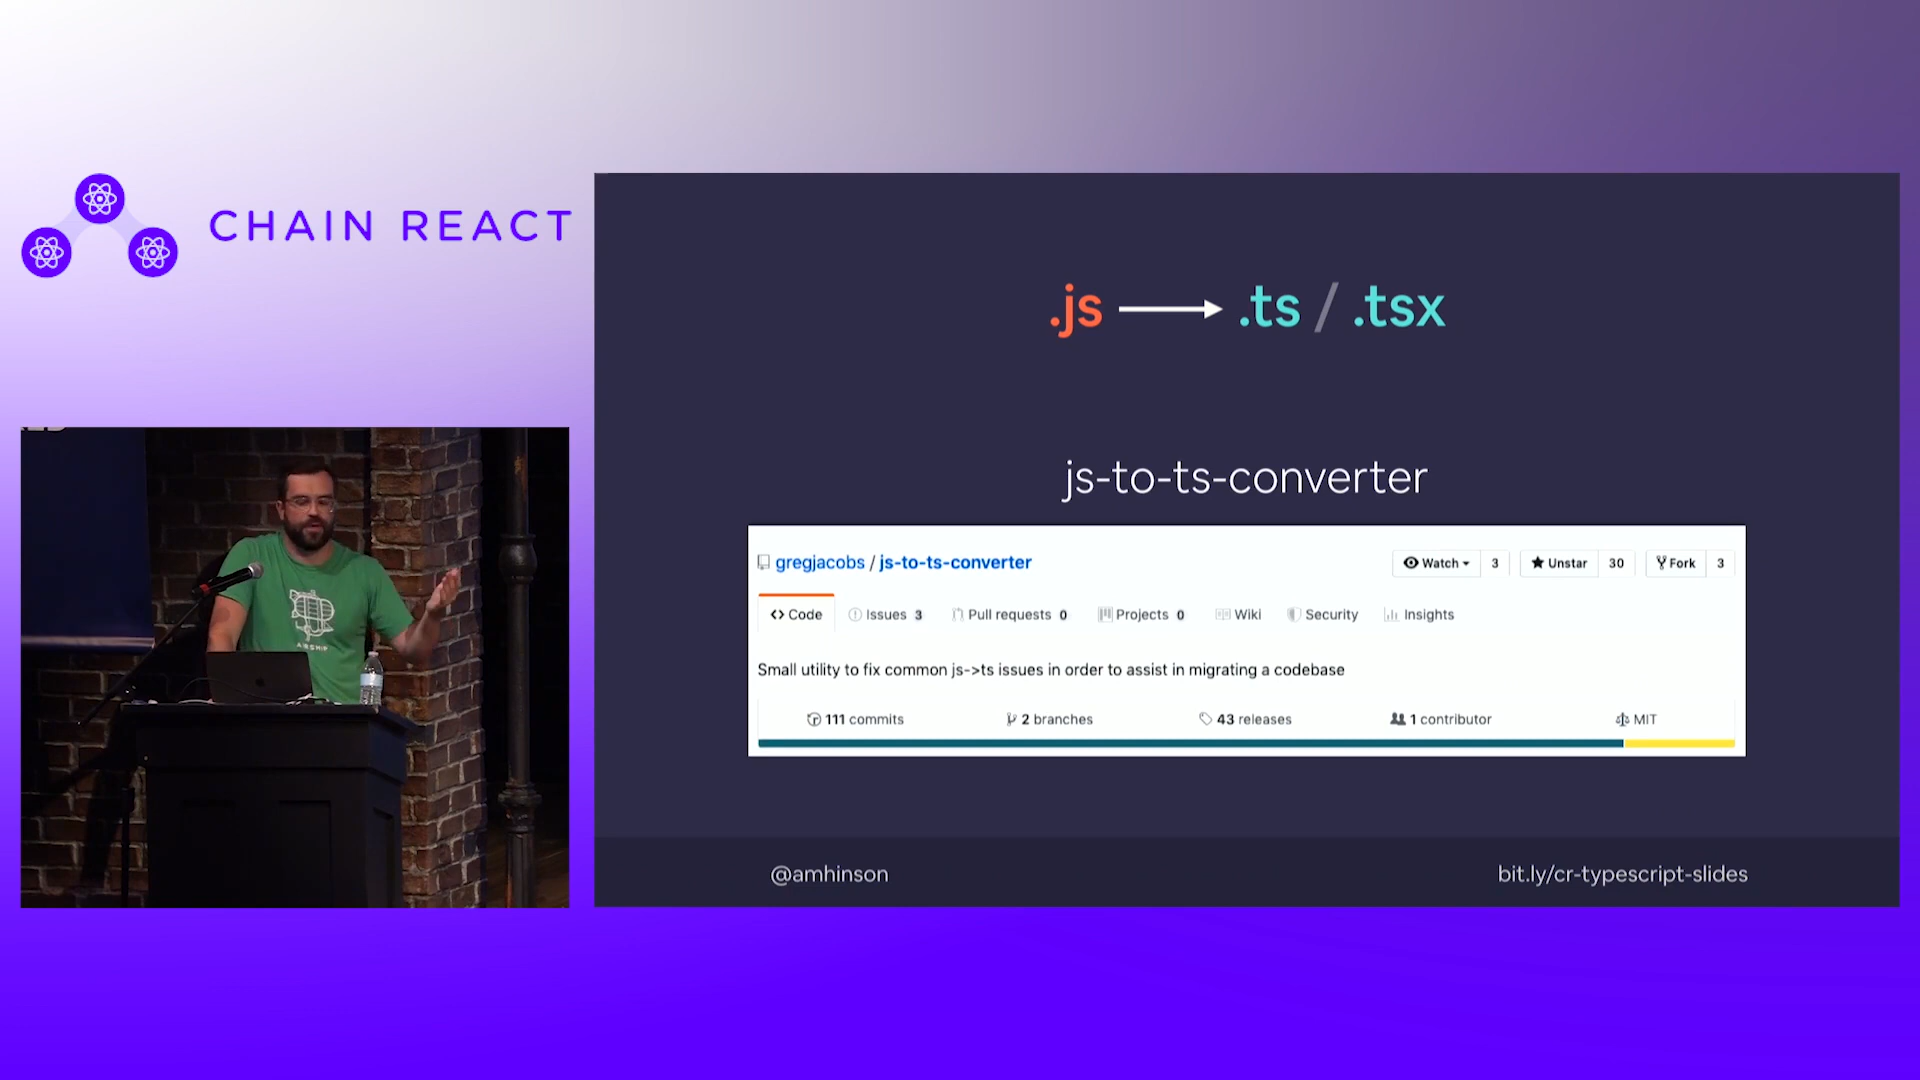 CHAIN REACT
.js → .ts / .tsx
js-to-ts-converter
gregjacobs / js-to-ts-converter
Watch 3 Unstar 30 Fork 3
Code Issues 3 Pull requests 0 Projects 0 Wiki Security Insights
Small utility to fix common js->ts issues in order to assist in migrating a codebase
111 commits 2 branches 43 releases 1 contributor MIT
@amhinson bit.ly/cr-typescript-slides
AIRSHIP